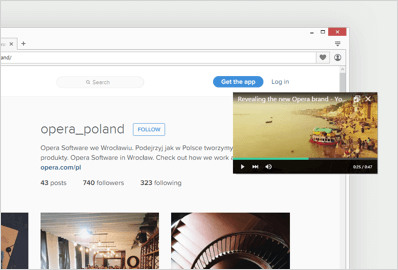 Search
Get the app
Log in
Revealing the new Opera brand - Yo...
opera_poland
FOLLOW
Opera Software we Wrocławiu. Podejrzyj jak w Polsce tworzymy
produkty. Opera Software in Wrocław. Check out how we work a
opera.com/pl
0:25 / 0:47
43 posts 740 followers 323 following